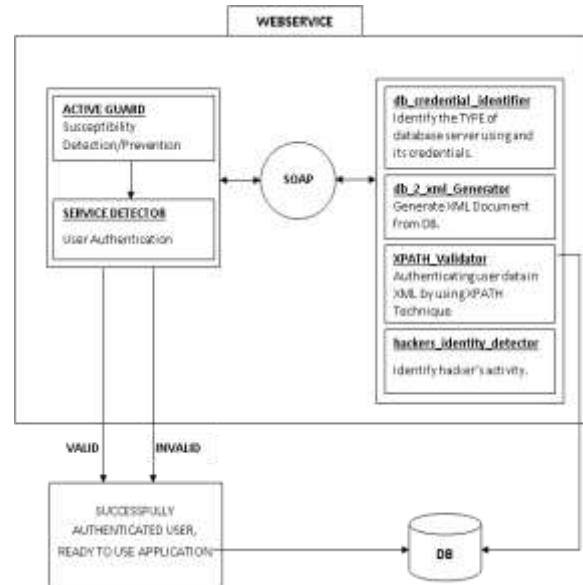 WEBSERVICE
ACTIVE GUARD
Susceptibility
Detection/Prevention
SERVICE DETECTOR
User Authentication
SOAP
db_credential_identifier
Identify the TYPE of
database server using and
its credentials.
db_2_xml_Generator
Generate XML Document
from DB.
XPATH_Validator
Authenticating user data in
XML by using XPATH
Technique
hackers_identity_detector
Identify hacker's activity.
VALID
INVALID
SUCCESSFULLY
AUTHENTICATED USER,
READY TO USE APPLICATION
DB